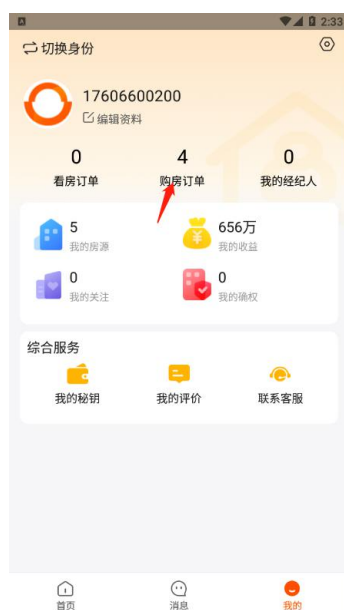 A
2:33
切换身份
17606600200
编辑资料
0 4 0
看房订单 购房订单 我的经纪人
5 656万
我的房源 我的收益
0 0
我的关注 我的确权
综合服务
我的秘钥 我的评价 联系客服
首页 消息 我的